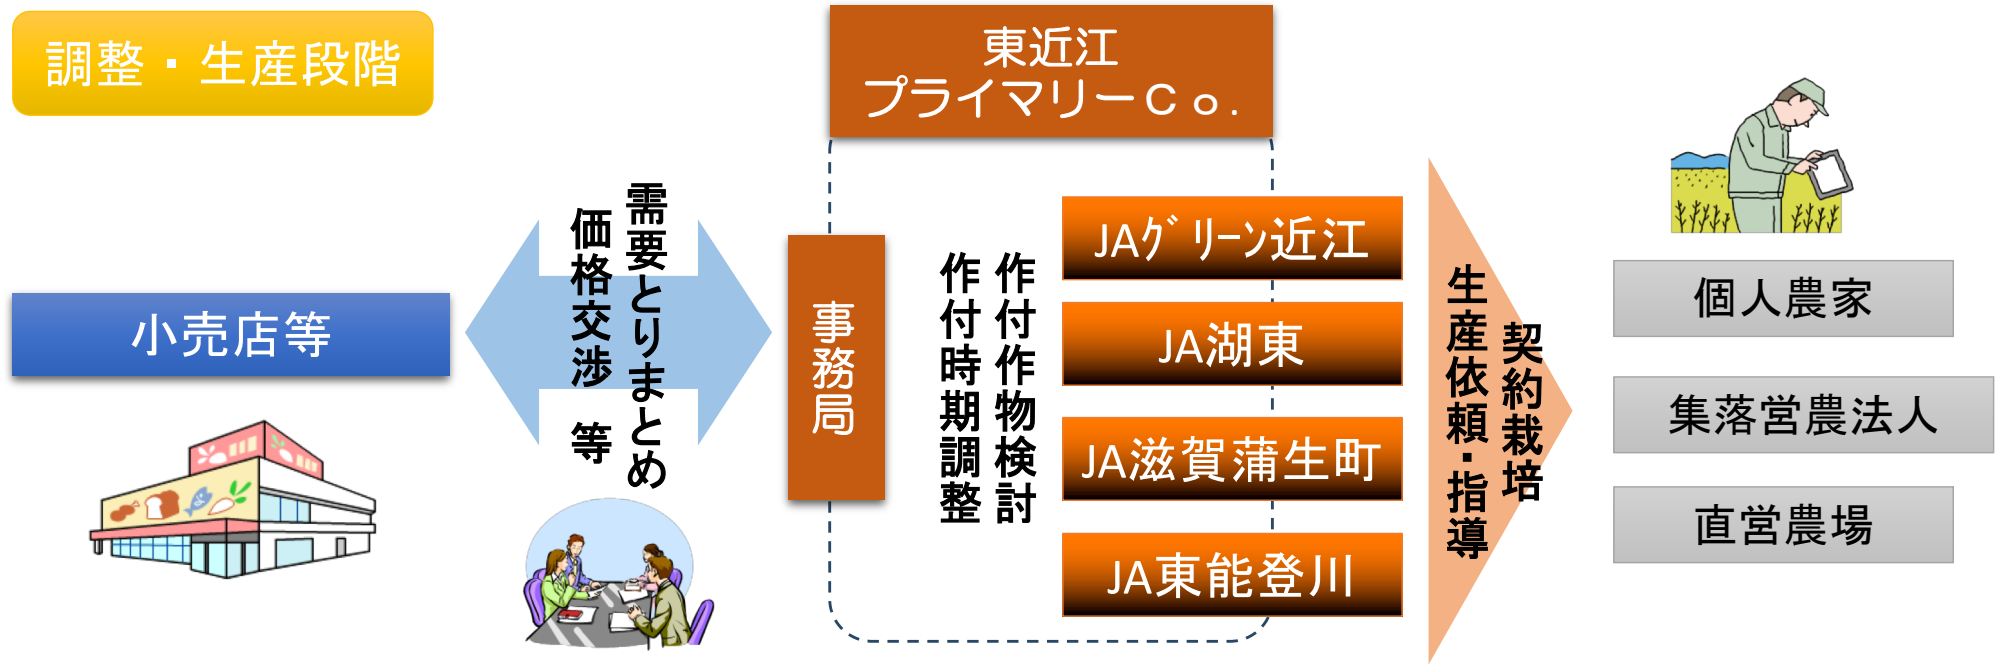 調整・生産段階
東近江
プライマリーＣｏ.
小売店等
需要とりまとめ
価格交渉 等
事務局
作付作物検討
作付時期調整
JAｸﾞﾘｰﾝ近江
JA湖東
JA滋賀蒲生町
JA東能登川
契約栽培
生産依頼・指導
個人農家
集落営農法人
直営農場